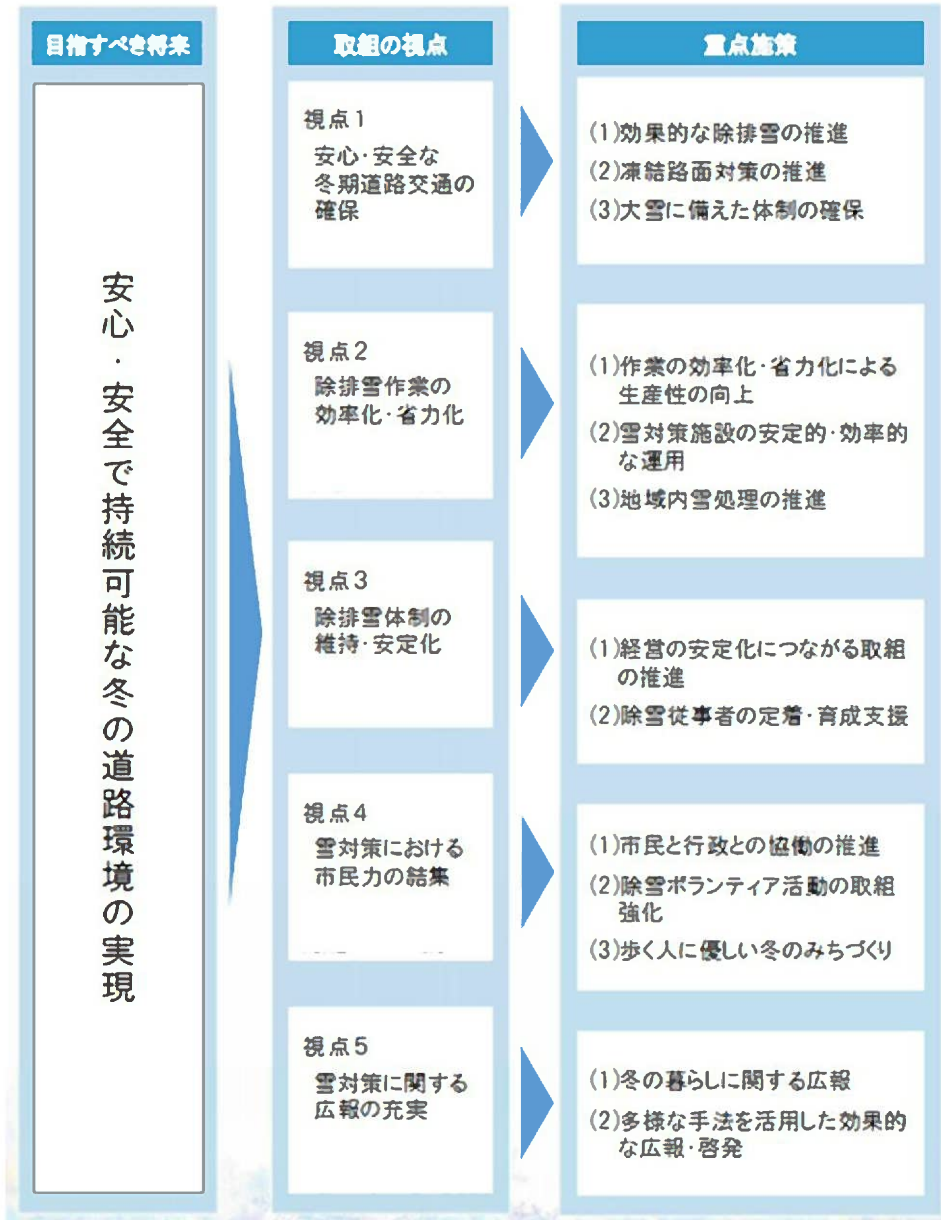 目指すべき将来
安心・安全で持続可能な冬の道路環境の実現
取組の視点
視点1
安心・安全な
冬期道路交通の
確保
視点2
除排雪作業の
効率化・省力化
視点3
除排雪体制の
維持・安定化
視点4
雪対策における
市民力の結集
視点5
雪対策に関する
広報の充実
重点施策
(1)効果的な除排雪の推進
(2)凍結路面対策の推進
(3)大雪に備えた体制の確保
(1)作業の効率化・省力化による
生産性の向上
(2)雪対策施設の安定的・効率的
な運用
(3)地域内雪処理の推進
(1)経営の安定化につながる取組
の推進
(2)除雪従事者の定着・育成支援
(1)市民と行政との協働の推進
(2)除雪ボランティア活動の取組
強化
(3)歩く人に優しい冬のみちづくり
(1)冬の暮らしに関する広報
(2)多様な手法を活用した効果的
な広報・啓発